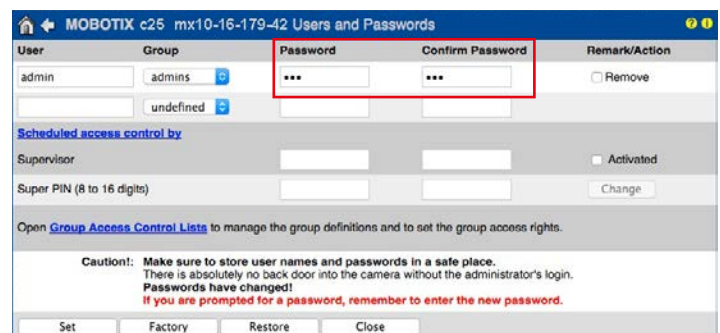 MOBOTIX c25 mx10-16-179-42 Users and Passwords
User Group Password Confirm Password Remark/Action
admin admins ••• ••• Remove
undefined
Scheduled access control by
Supervisor Activated
Super PIN (8 to 16 digits) Change
Open Group Access Control Lists to manage the group definitions and to set the group access rights.
Caution!: Make sure to store user names and passwords in a safe place.
There is absolutely no back door into the camera without the administrator's login.
Passwords have changed!
If you are prompted for a password, remember to enter the new password.
Set Factory Restore Close